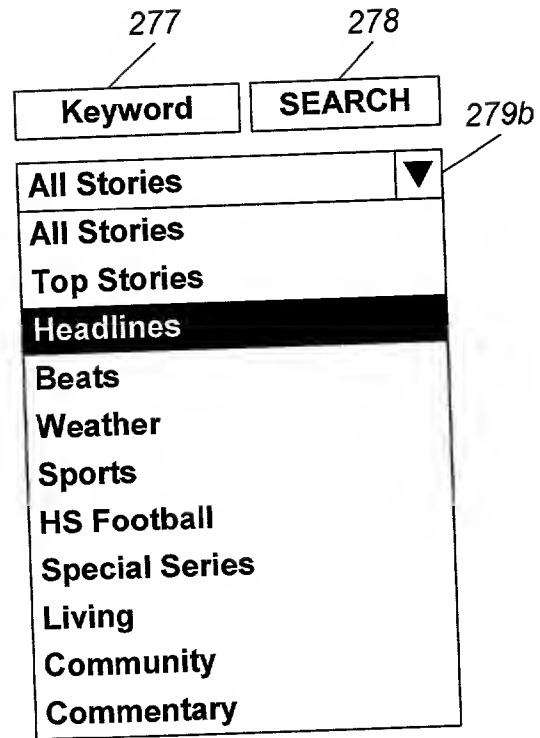 277 278
Keyword SEARCH 279b
All Stories
All Stories
Top Stories
Headlines
Beats
Weather
Sports
HS Football
Special Series
Living
Community
Commentary